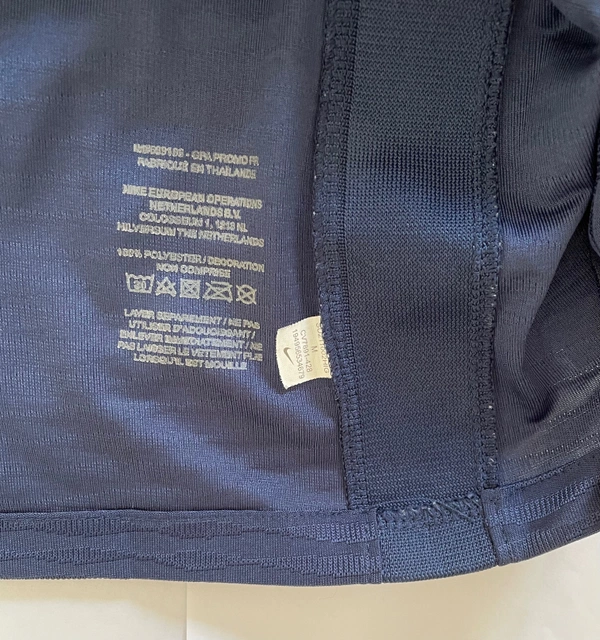 - GPA PROMO FR
FABRIQUE EN THAILANDE
NIKE EUROPEAN OPERATIONS
NETHERLANDS B.V.
COLOSSEUM 1, 1213 NL
HILVERSUM THE NETHERLANDS
100% POLYESTER / DECORATION
NON COMPRISE
30
LAVER SEPAREMENT / NE PAS
UTILISER D'ADOUCISSANT /
ENLEVER IMMEDIATEMENT / NE
PAS LAISSER LE VETEMENT PLIE
LORSQU'IL EST MOUILLE
M